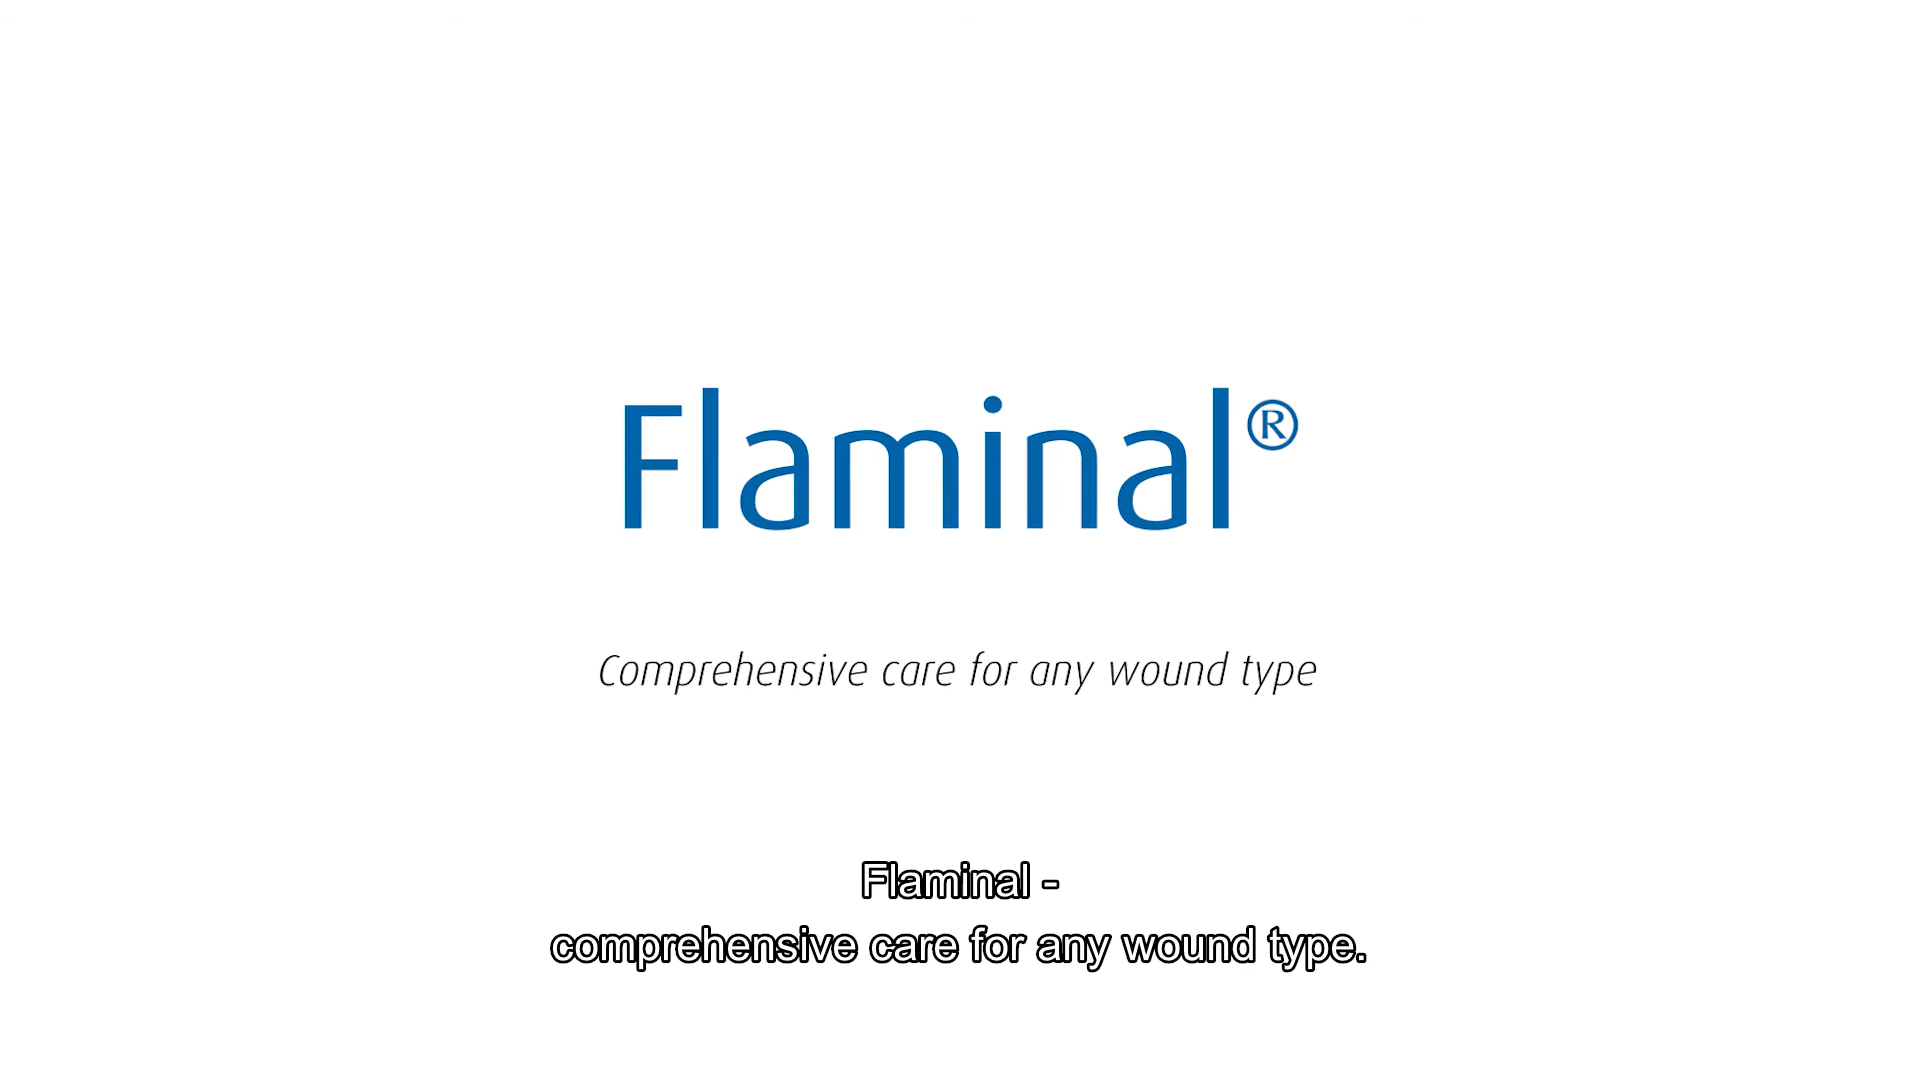 Flaminal®
Comprehensive care for any wound type
Flaminal -
comprehensive care for any wound type.